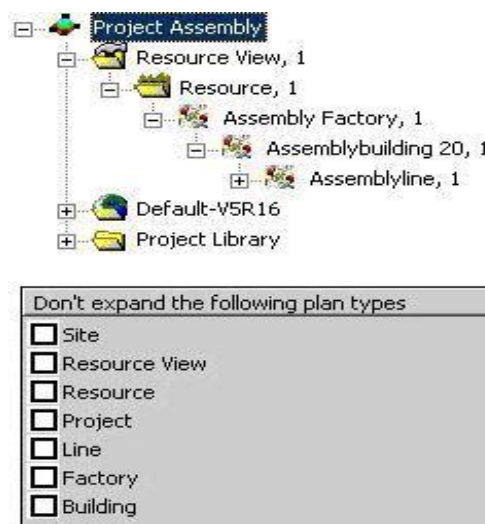 Project Assembly
Resource View, 1
Resource, 1
Assembly Factory, 1
Assemblybuilding 20, 1
Assemblyline, 1
Default-V5R16
Project Library
Don't expand the following plan types
Site
Resource View
Resource
Project
Line
Factory
Building